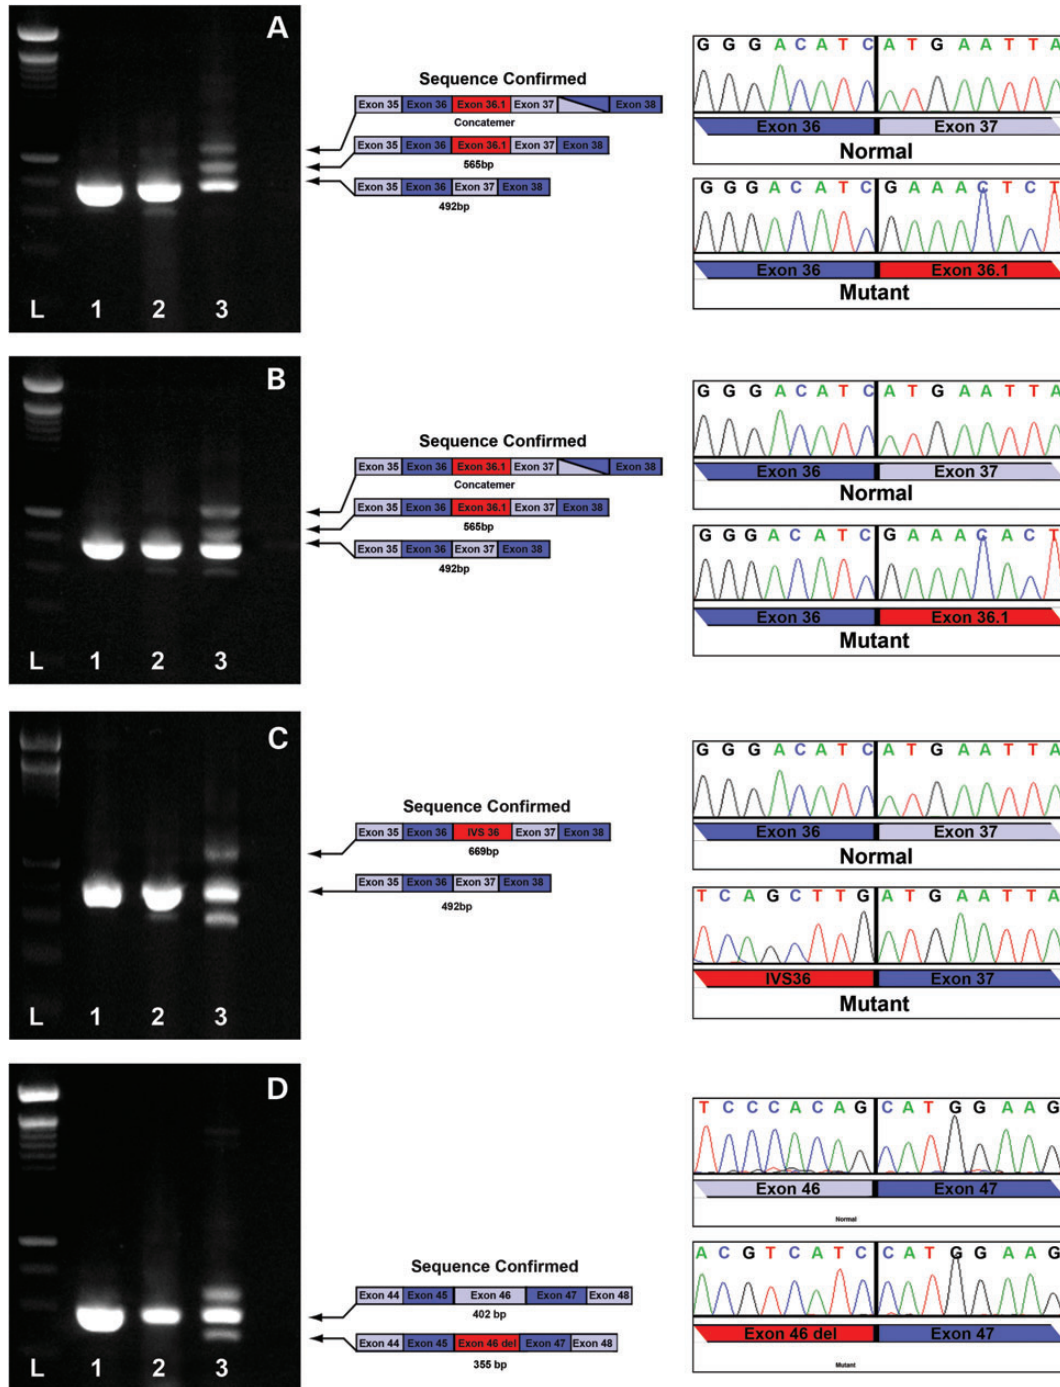 A
L 1 2 3
Sequence Confirmed
Exon 35 Exon 36 Exon 36.1 Exon 37 Exon 38
Concatemer
Exon 35 Exon 36 Exon 36.1 Exon 37 Exon 38
565bp
Exon 35 Exon 36 Exon 37 Exon 38
492bp
G G G A C A T C A T G A A T T A
Exon 36 Exon 37
Normal
G G G A C A T C G A A A C T C T
Exon 36 Exon 36.1
Mutant
B
L 1 2 3
Sequence Confirmed
Exon 35 Exon 36 Exon 36.1 Exon 37 Exon 38
Concatemer
Exon 35 Exon 36 Exon 36.1 Exon 37 Exon 38
565bp
Exon 35 Exon 36 Exon 37 Exon 38
492bp
G G G A C A T C A T G A A T T A
Exon 36 Exon 37
Normal
G G G A C A T C G A A A C A C T
Exon 36 Exon 36.1
Mutant
C
L 1 2 3
Sequence Confirmed
Exon 35 Exon 36 IVS 36 Exon 37 Exon 38
669bp
Exon 35 Exon 36 Exon 37 Exon 38
492bp
G G G A C A T C A T G A A T T A
Exon 36 Exon 37
Normal
T C A G C T T G A T G A A T T A
IVS36 Exon 37
Mutant
D
L 1 2 3
Sequence Confirmed
Exon 44 Exon 45 Exon 46 Exon 47 Exon 48
402 bp
Exon 44 Exon 45 Exon 46 del Exon 47 Exon 48
355 bp
T C C C A C A G C A T G G A A G
Exon 46 Exon 47
Normal
A C G T C A T C C A T G G A A G
Exon 46 del Exon 47
Mutant